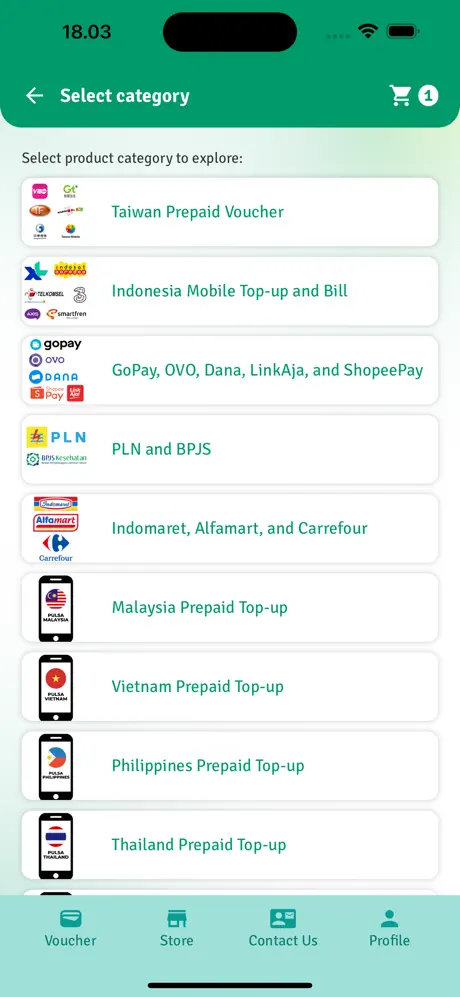 18.03
Select category
1
Select product category to explore:
Gt
Taiwan Prepaid Voucher
XL
indosat
ooredoo
TELKOMSEL
3
AXIS
smartfren
Indonesia Mobile Top-up and Bill
gopay
OVO
DANA
Shopee
Pay
Link
Aja!
GoPay, OVO, Dana, LinkAja, and ShopeePay
PLN
BPJS Kesehatan
PLN and BPJS
Indomaret
Alfamart
Carrefour
Indomaret, Alfamart, and Carrefour
PULSA
MALAYSIA
Malaysia Prepaid Top-up
PULSA
VIETNAM
Vietnam Prepaid Top-up
PULSA
PHILIPPINES
Philippines Prepaid Top-up
PULSA
THAILAND
Thailand Prepaid Top-up
Voucher
Store
Contact Us
Profile